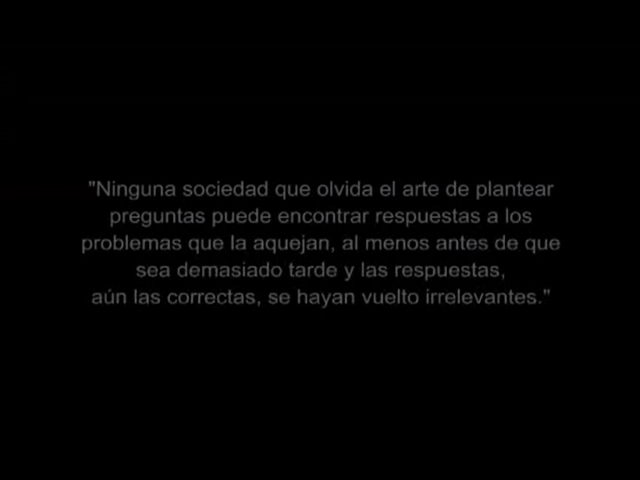 "Ninguna sociedad que olvida el arte de plantear
preguntas puede encontrar respuestas a los
problemas que la aquejan, al menos antes de que
sea demasiado tarde y las respuestas,
aún las correctas, se hayan vuelto irrelevantes."